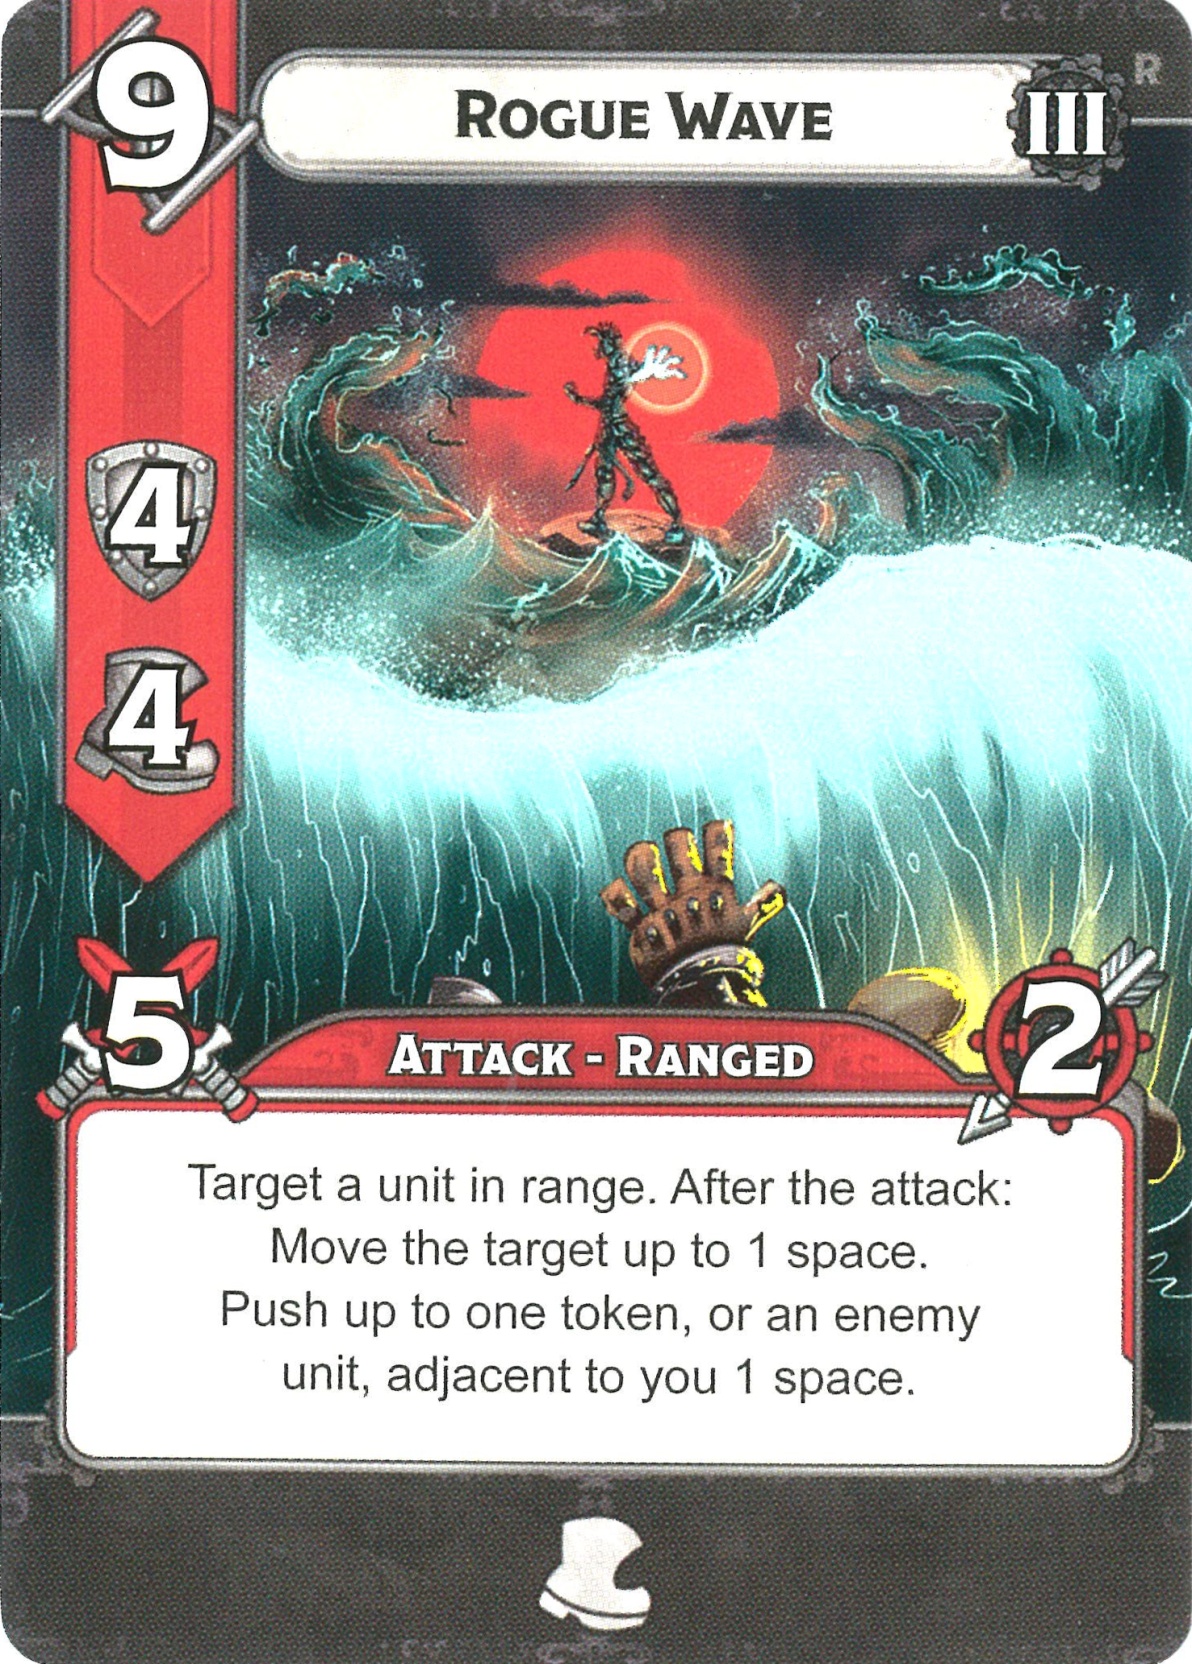 9
ROGUE WAVE
III
R
4
4
5
ATTACK - RANGED
2
Target a unit in range. After the attack:
Move the target up to 1 space.
Push up to one token, or an enemy
unit, adjacent to you 1 space.